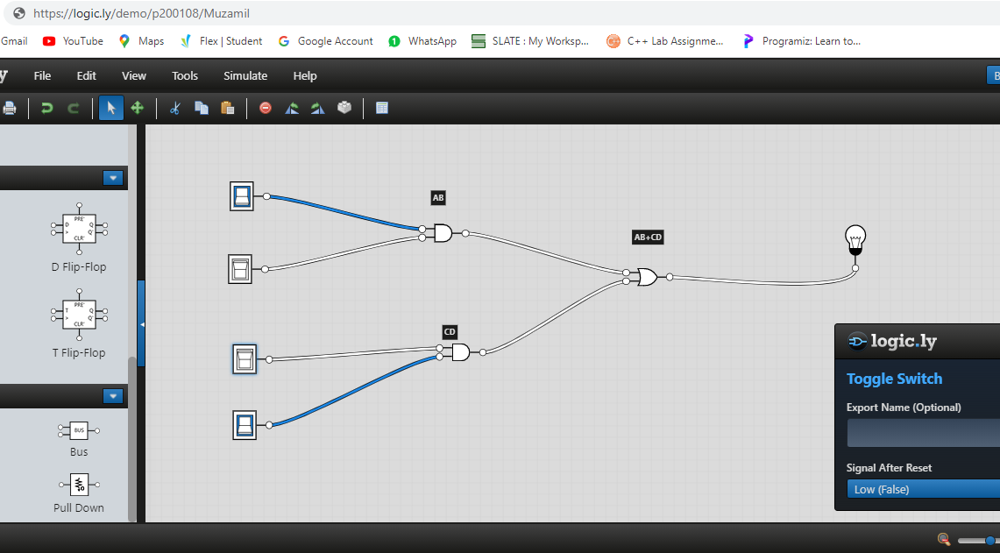 https://logic.ly/demo/p200108/Muzamil
Gmail YouTube Maps Flex | Student Google Account 1 WhatsApp SLATE : My Worksp... C++ Lab Assignme... Programiz: Learn to...
y File Edit View Tools Simulate Help B
PRE'
D Q
> Q'
CLR'
D Flip-Flop
PRE'
T Q
> Q'
CLR'
T Flip-Flop
BUS
Bus
Pull Down
AB
AB+CD
CD
logic.ly
Toggle Switch
Export Name (Optional)
Signal After Reset
Low (False)